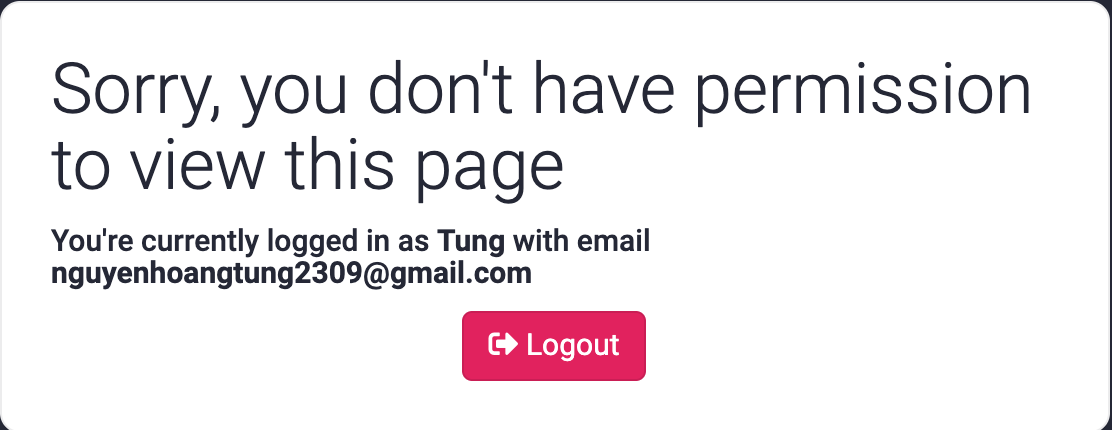 Sorry, you don't have permission
to view this page
You're currently logged in as Tung with email
nguyenhoangtung2309@gmail.com
Logout